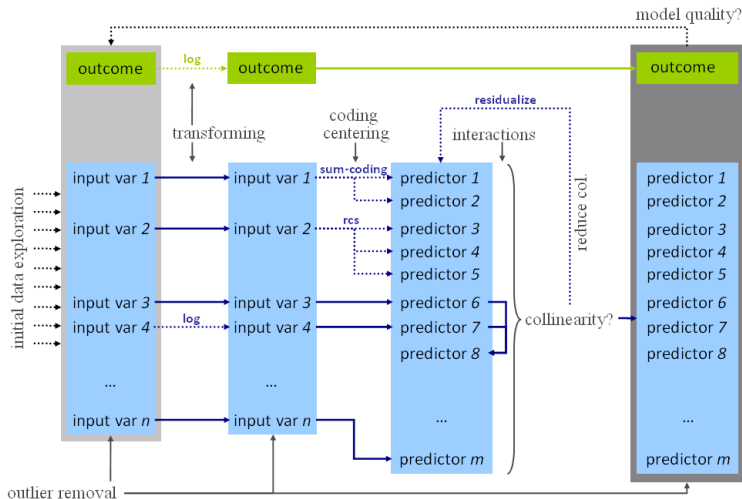 model quality?
outcome
log
outcome
outcome
residualize
transforming
coding
centering
interactions
input var 1
input var 1
sum-coding
predictor 1
predictor 1
predictor 2
predictor 2
input var 2
input var 2
rcs
predictor 3
predictor 3
predictor 4
predictor 4
predictor 5
predictor 5
initial data exploration
reduce col.
input var 3
input var 3
predictor 6
predictor 6
input var 4
log
input var 4
predictor 7
collinearity?
predictor 7
predictor 8
predictor 8
...
...
...
...
input var n
input var n
predictor m
predictor m
outlier removal